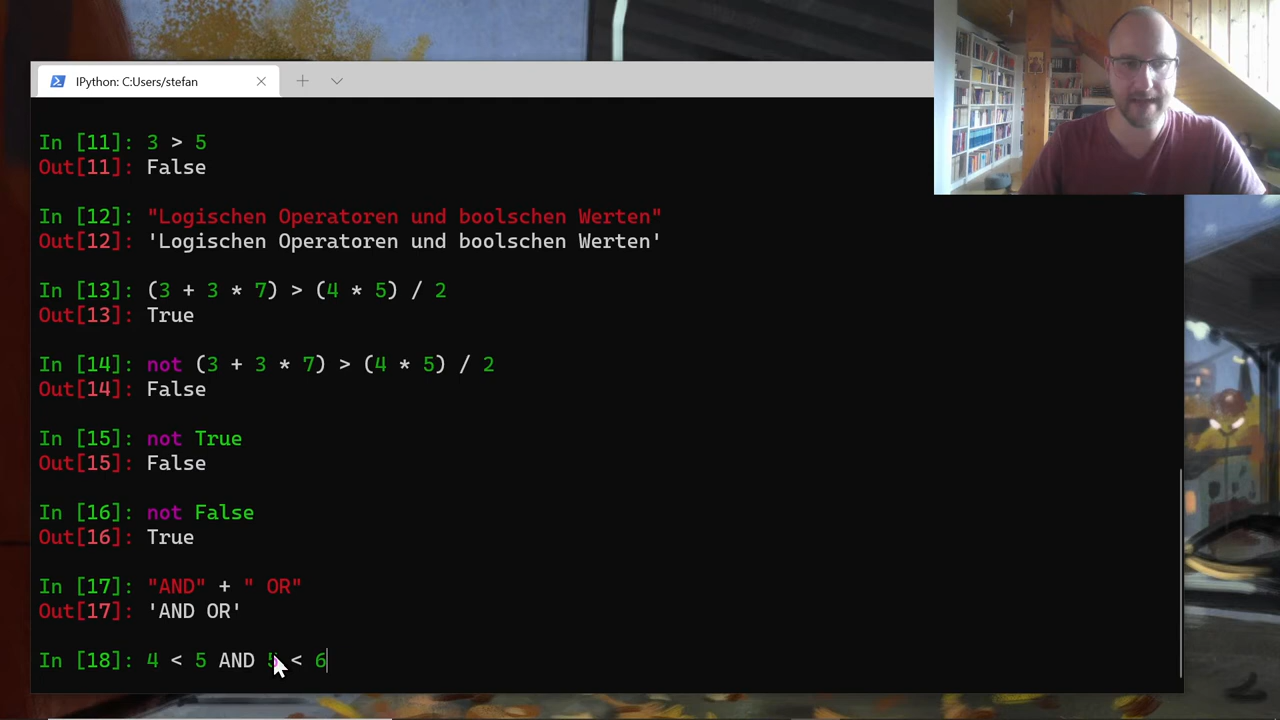 IPython: C:Users/stefan
In [11]: 3 > 5
Out[11]: False
In [12]: "Logischen Operatoren und boolschen Werten"
Out[12]: 'Logischen Operatoren und boolschen Werten'
In [13]: (3 + 3 * 7) > (4 * 5) / 2
Out[13]: True
In [14]: not (3 + 3 * 7) > (4 * 5) / 2
Out[14]: False
In [15]: not True
Out[15]: False
In [16]: not False
Out[16]: True
In [17]: "AND" + " OR"
Out[17]: 'AND OR'
In [18]: 4 < 5 AND 5 < 6